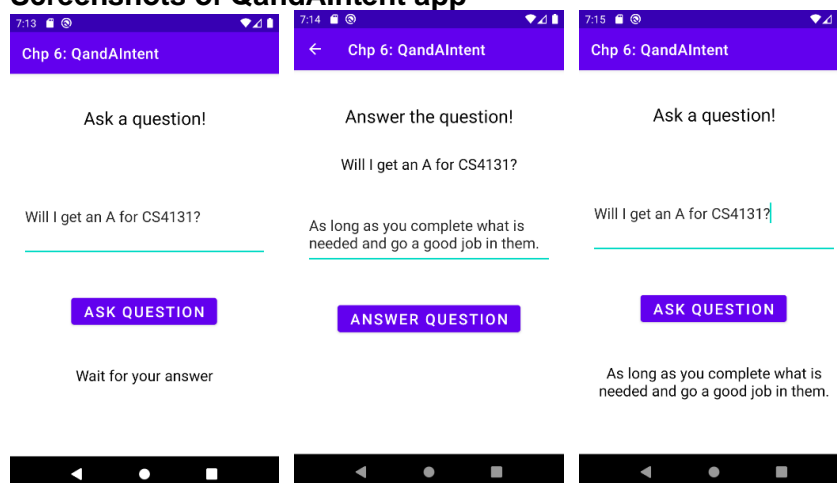 Screenshots of QandAIntent app
7:13
Chp 6: QandAIntent
Ask a question!
Will I get an A for CS4131?
ASK QUESTION
Wait for your answer
7:14
Chp 6: QandAIntent
Answer the question!
Will I get an A for CS4131?
As long as you complete what is
needed and go a good job in them.
ANSWER QUESTION
7:15
Chp 6: QandAIntent
Ask a question!
Will I get an A for CS4131?
ASK QUESTION
As long as you complete what is
needed and go a good job in them.